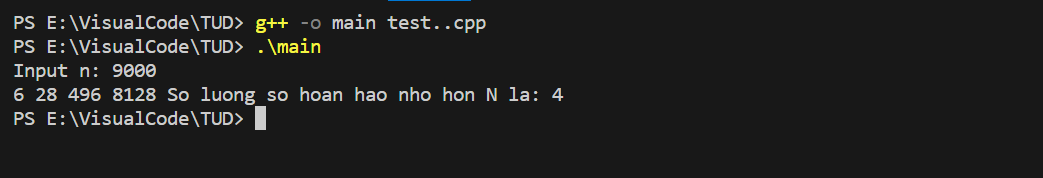 PS E:\VisualCode\TUD> g++ -o main test..cpp
PS E:\VisualCode\TUD> .\main
Input n: 9000
6 28 496 8128 So luong so hoan hao nho hon N la: 4
PS E:\VisualCode\TUD>